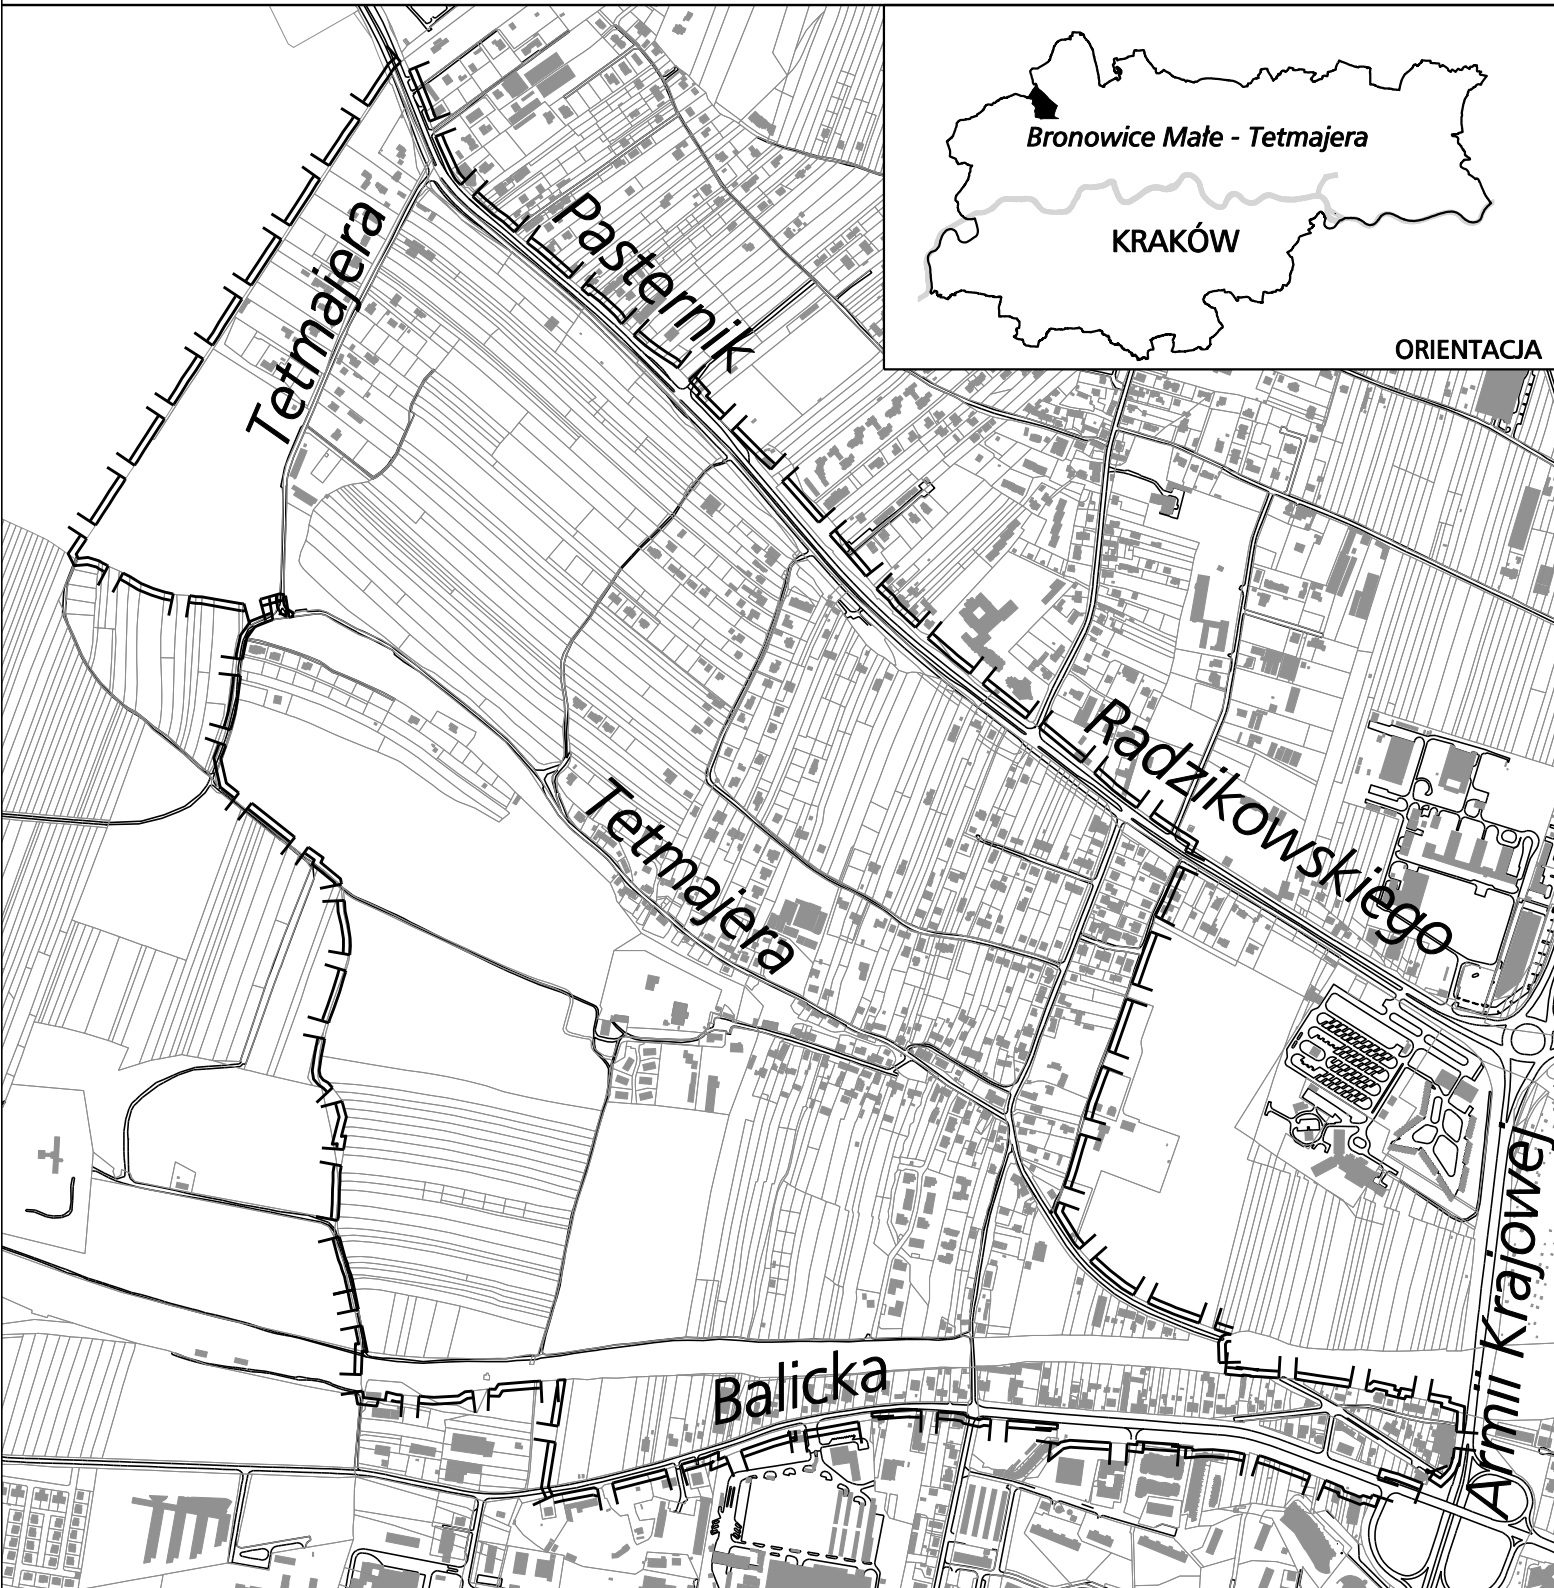 Bronowice Małe - Tetmajera
KRAKÓW
ORIENTACJA
Pasternik
Tetmajera
Radzikowskiego
Tetmajera
Armii Krajowej
Balicka